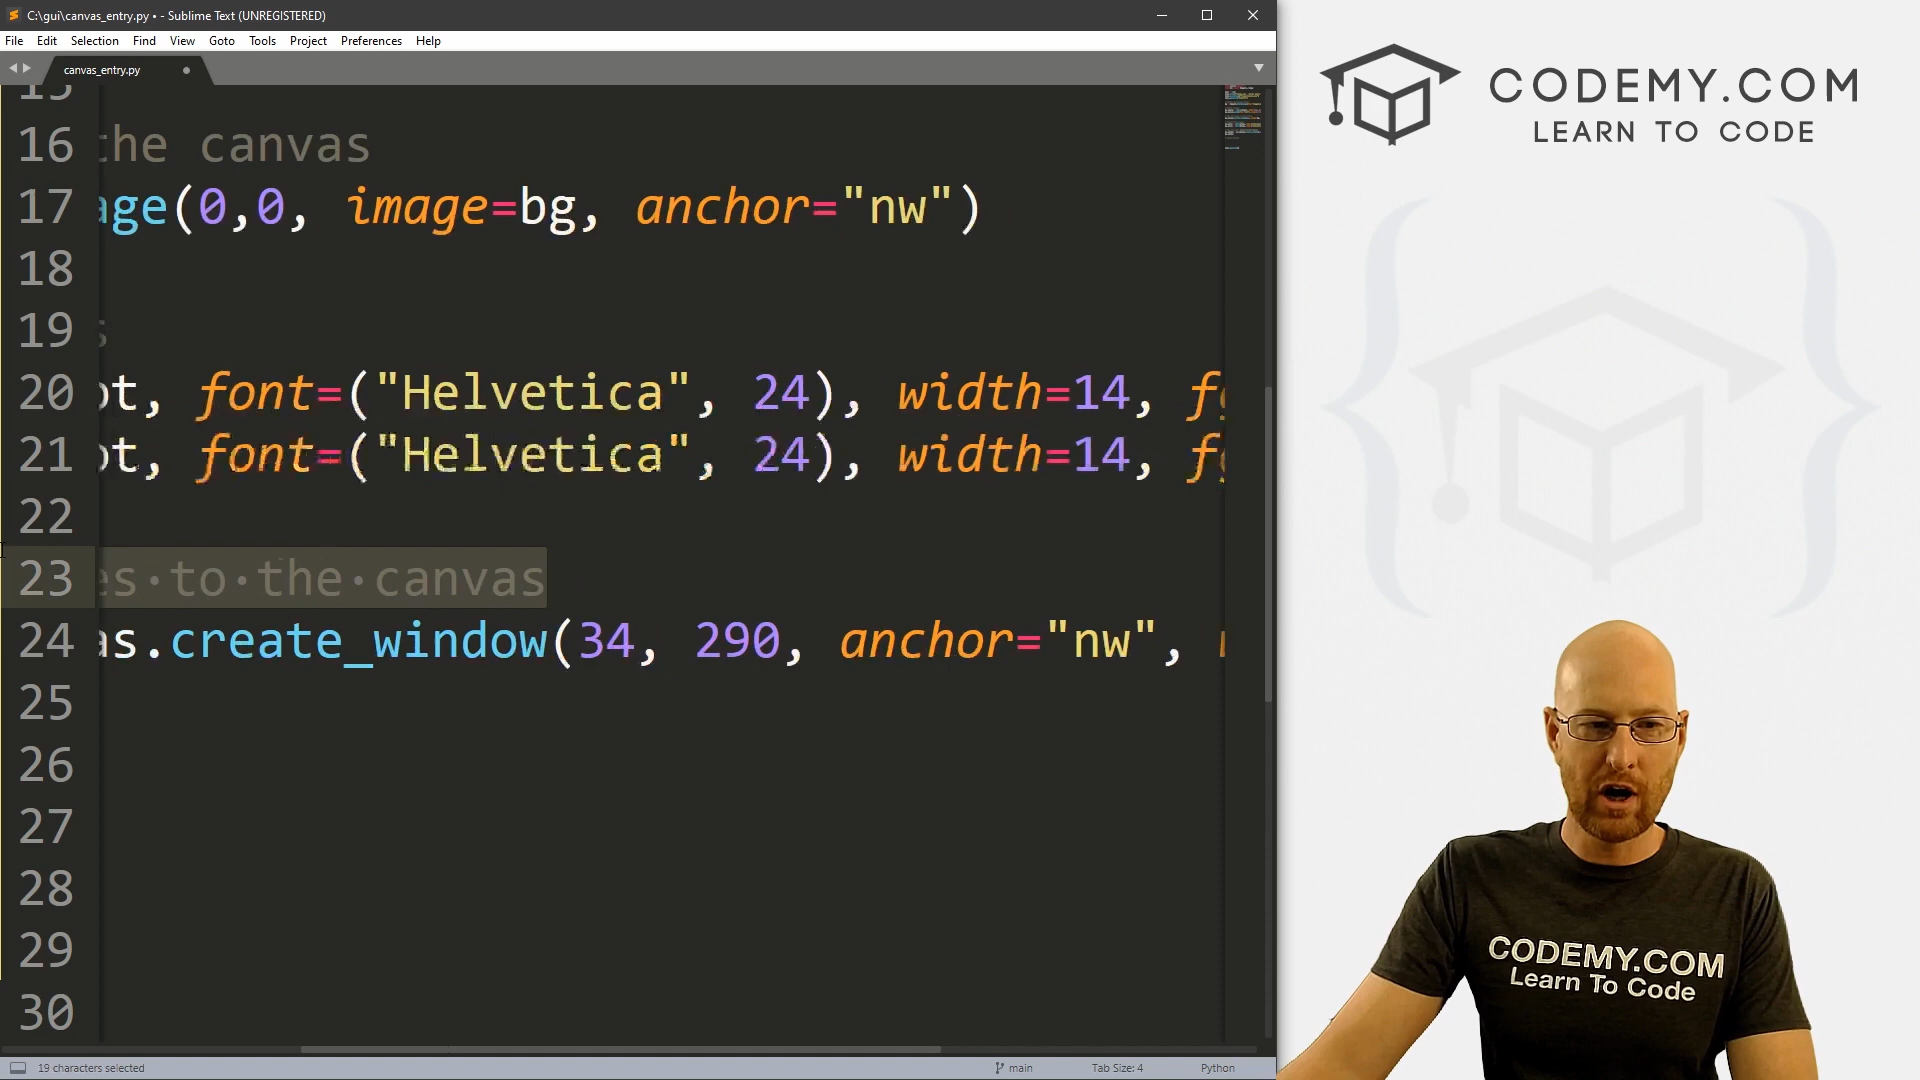 C:\gui\canvas_entry.py • - Sublime Text (UNREGISTERED)
File Edit Selection Find View Goto Tools Project Preferences Help
canvas_entry.py
CODEMY.COM
LEARN TO CODE
15
16 the canvas
17 age(0,0, image=bg, anchor="nw")
18
19 s
20 ot, font=("Helvetica", 24), width=14, fg
21 ot, font=("Helvetica", 24), width=14, fg
22
23 es·to·the·canvas
24 as.create_window(34, 290, anchor="nw",
25
26
27
28
29
30
CODEMY.COM
Learn To Code
19 characters selected
main
Tab Size: 4
Python